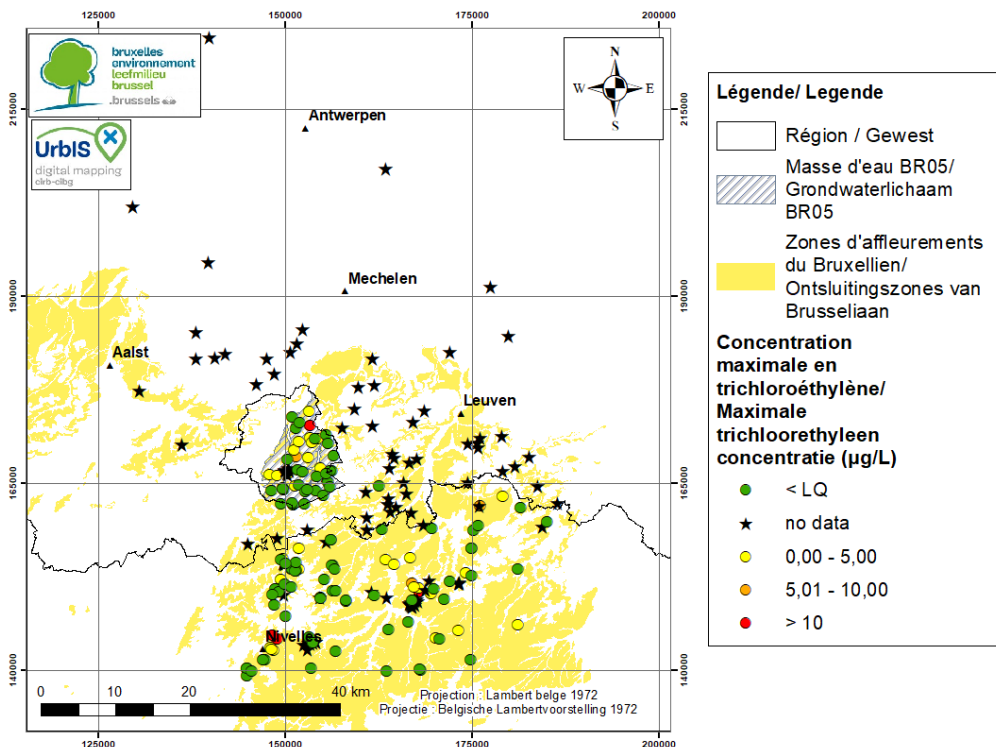 125000 150000 175000 200000
bruxelles
environnement
leefmilieu
brussel
.brussels
UrbIS
digital mapping
cirb-cibg
N
W E
S
215000 215000
190000 190000
165000 165000
140000 140000
Antwerpen
Mechelen
Aalst
Leuven
Nivelles
0 10 20 40 km
Projection : Lambert belge 1972
Projectie : Belgische Lambertvoorstelling 1972
125000 150000 175000 200000
Légende/ Legende
Région / Gewest
Masse d'eau BR05/
Grondwaterlichaam
BR05
Zones d'affleurements
du Bruxellien/
Ontsluitingszones van
Brusseliaan
Concentration
maximale en
trichloroéthylène/
Maximale
trichloorethyleen
concentratie (µg/L)
< LQ
no data
0,00 - 5,00
5,01 - 10,00
> 10